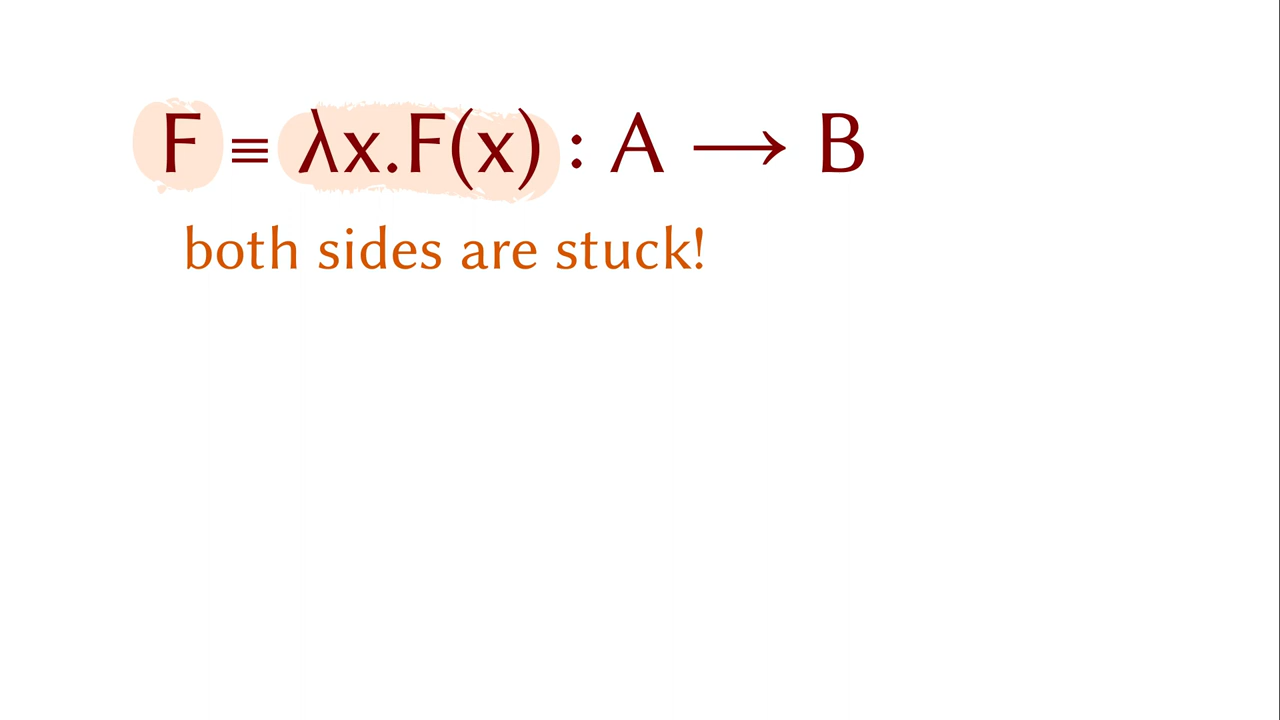 F ≡ λx.F(x) : A ⟶ B
both sides are stuck!